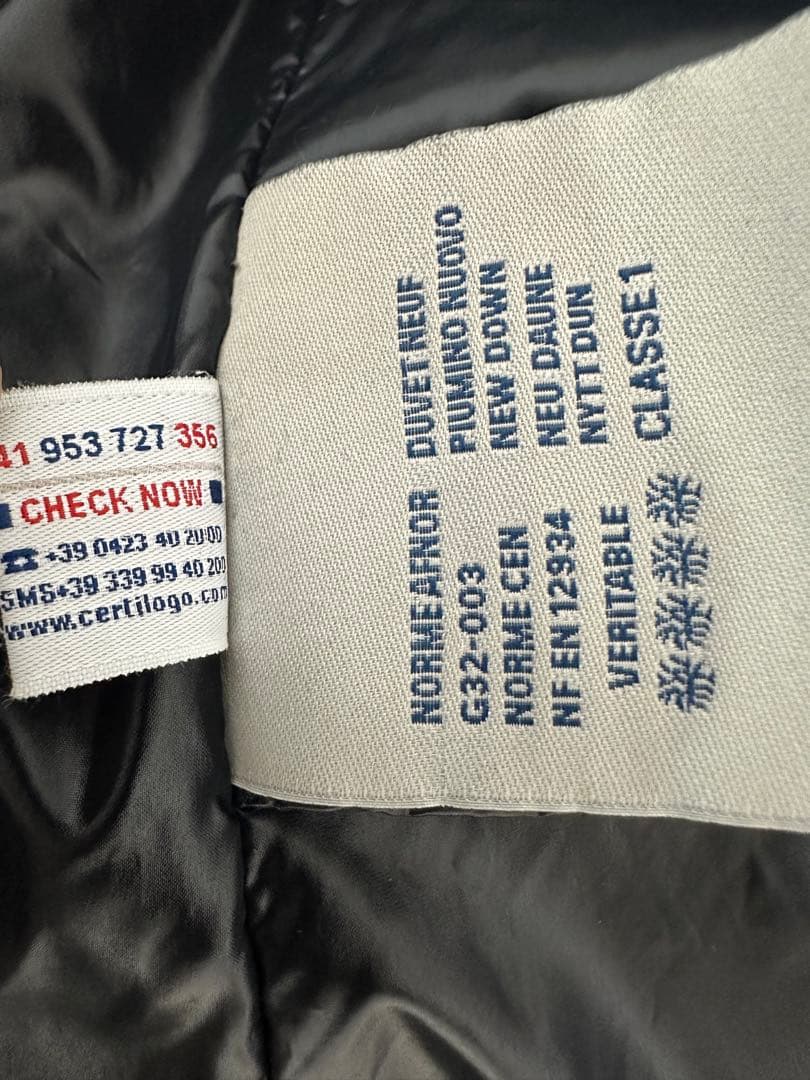 41 953 727 356
CHECK NOW
+39 0423 40 20 00
SMS+39 339 99 40 200
www.certilogo.com
NORME AFNOR DUVET NEUF
G32-003 PIUMINO NUOVO
NORME CEN NEW DOWN
NF EN 12934 NEU DAUNE
NYTT DUN
VERITABLE CLASSE 1